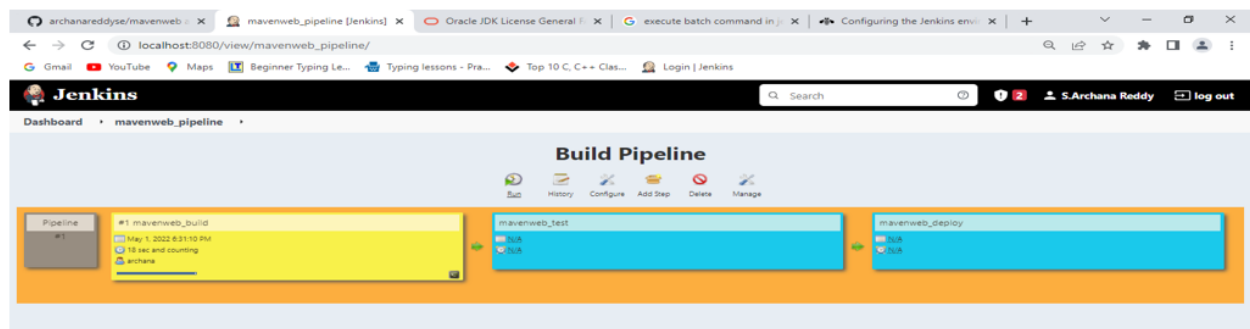 archanareddyse/mavenweb
mavenweb_pipeline [Jenkins]
Oracle JDK License General
execute batch command in
Configuring the Jenkins
localhost:8080/view/mavenweb_pipeline/
Gmail YouTube Maps Beginner Typing Le... Typing lessons - Pra... Top 10 C, C++ Clas... Login | Jenkins
Jenkins Search 2 S.Archana Reddy log out
Dashboard mavenweb_pipeline
Build Pipeline
Run History Configure Add Step Delete Manage
Pipeline
#1
#1 mavenweb_build
May 1, 2022 6:31:10 PM
18 sec and counting
archana
mavenweb_test
N/A
N/A
mavenweb_deploy
N/A
N/A